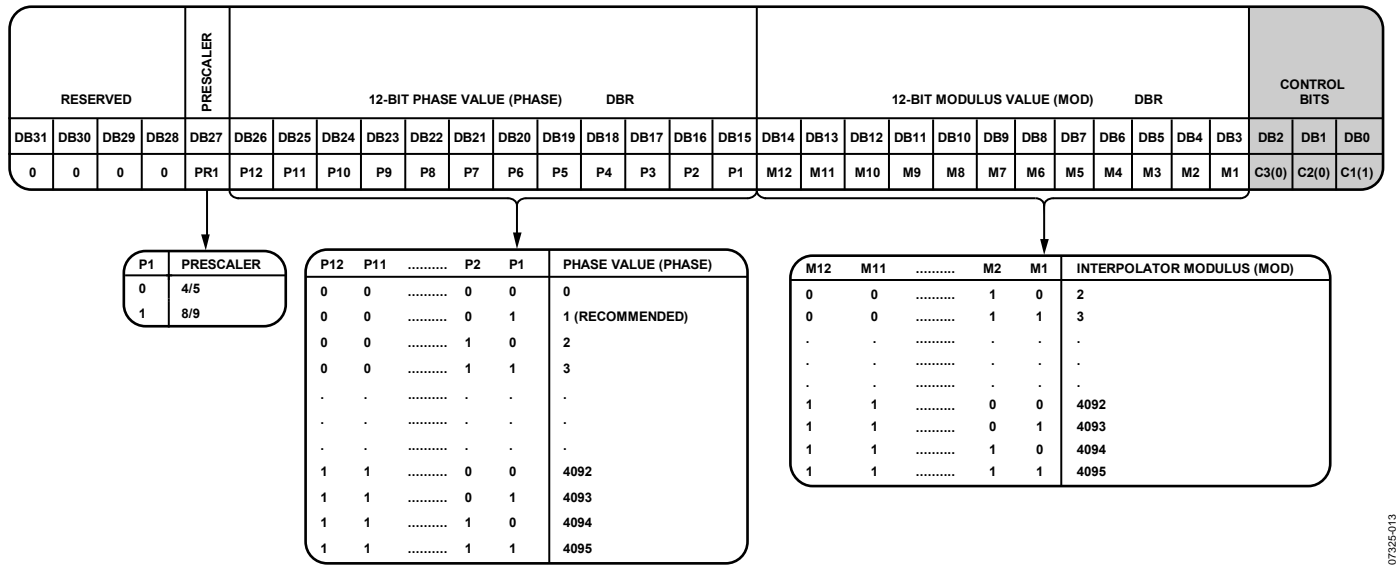 RESERVED PRESCALER 12-BIT PHASE VALUE (PHASE) DBR 12-BIT MODULUS VALUE (MOD) DBR CONTROL BITS
DB31 DB30 DB29 DB28 DB27 DB26 DB25 DB24 DB23 DB22 DB21 DB20 DB19 DB18 DB17 DB16 DB15 DB14 DB13 DB12 DB11 DB10 DB9 DB8 DB7 DB6 DB5 DB4 DB3 DB2 DB1 DB0
0 0 0 0 PR1 P12 P11 P10 P9 P8 P7 P6 P5 P4 P3 P2 P1 M12 M11 M10 M9 M8 M7 M6 M5 M4 M3 M2 M1 C3(0) C2(0) C1(1)
P1 PRESCALER
0 4/5
1 8/9
P12 P11 .......... P2 P1 PHASE VALUE (PHASE)
0 0 .......... 0 0 0
0 0 .......... 0 1 1 (RECOMMENDED)
0 0 .......... 1 0 2
0 0 .......... 1 1 3
. . .......... . . .
. . .......... . . .
. . .......... . . .
1 1 .......... 0 0 4092
1 1 .......... 0 1 4093
1 1 .......... 1 0 4094
1 1 .......... 1 1 4095
M12 M11 .......... M2 M1 INTERPOLATOR MODULUS (MOD)
0 0 .......... 1 0 2
0 0 .......... 1 1 3
. . .......... . . .
. . .......... . . .
. . .......... . . .
1 1 .......... 0 0 4092
1 1 .......... 0 1 4093
1 1 .......... 1 0 4094
1 1 .......... 1 1 4095
07325-013